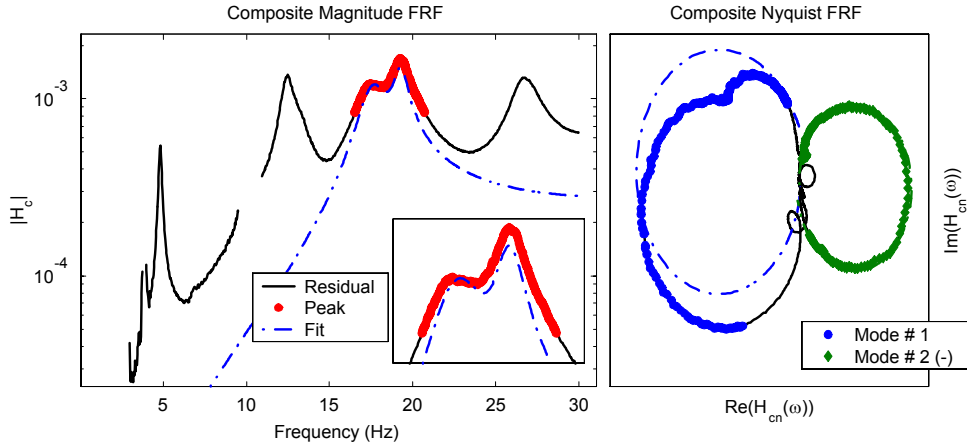 Composite Magnitude FRF
Composite Nyquist FRF
|H_c|
10^-3
10^-4
Residual
Peak
Fit
5
10
15
20
25
30
Frequency (Hz)
Im(H_cn(ω))
Mode # 1
Mode # 2 (-)
Re(H_cn(ω))